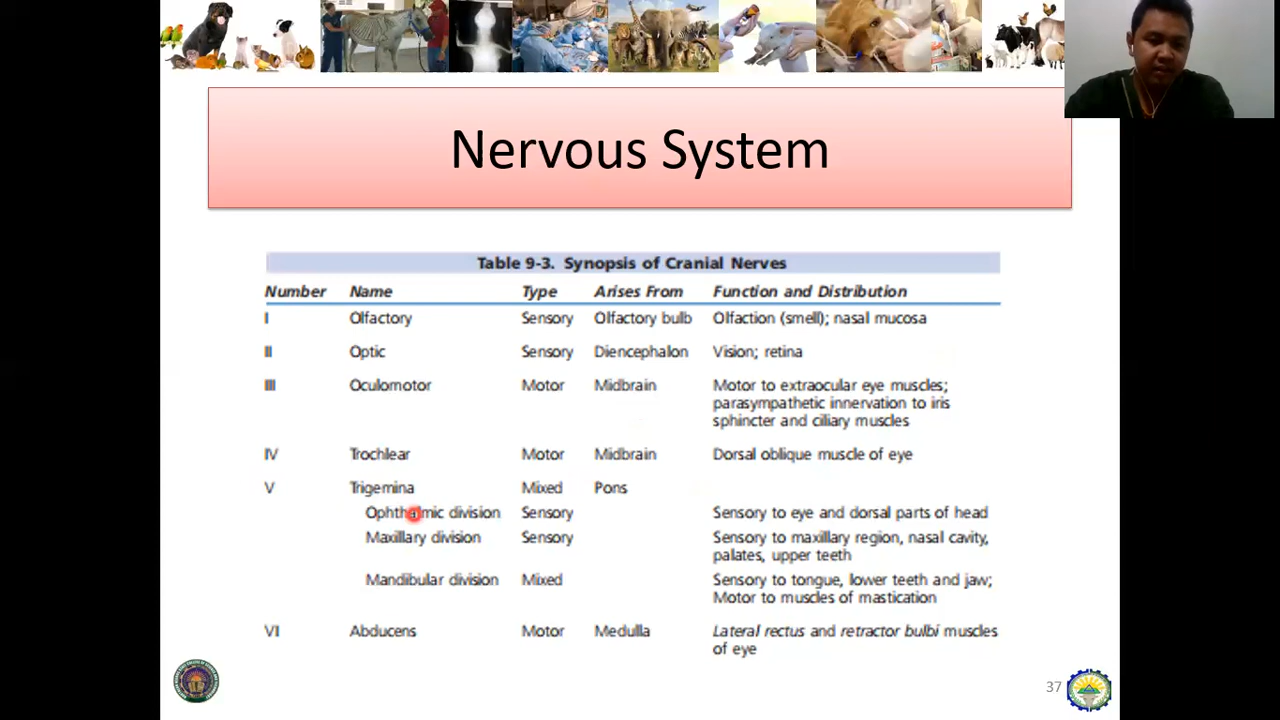 Nervous System
Table 9-3. Synopsis of Cranial Nerves
Number Name Type Arises From Function and Distribution
I Olfactory Sensory Olfactory bulb Olfaction (smell); nasal mucosa
II Optic Sensory Diencephalon Vision; retina
III Oculomotor Motor Midbrain Motor to extraocular eye muscles;
parasympathetic innervation to iris
sphincter and ciliary muscles
IV Trochlear Motor Midbrain Dorsal oblique muscle of eye
V Trigemina Mixed Pons
Ophthalmic division Sensory Sensory to eye and dorsal parts of head
Maxillary division Sensory Sensory to maxillary region, nasal cavity,
palates, upper teeth
Mandibular division Mixed Sensory to tongue, lower teeth and jaw;
Motor to muscles of mastication
VI Abducens Motor Medulla Lateral rectus and retractor bulbi muscles
of eye
37